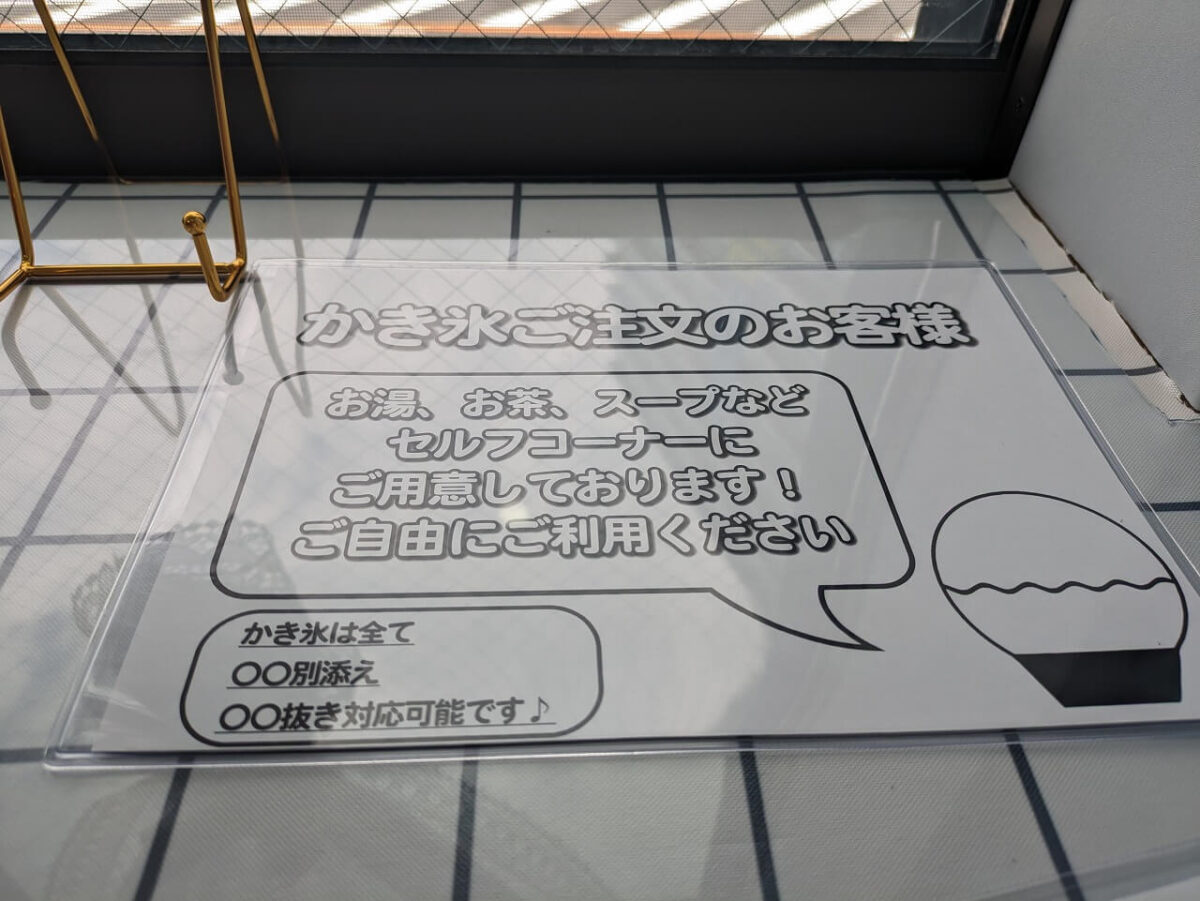 かき氷ご注文のお客様
お湯、お茶、スープなど
セルフコーナーに
ご用意しております！
ご自由にご利用ください
かき氷は全て
〇〇別添え
〇〇抜き対応可能です♪